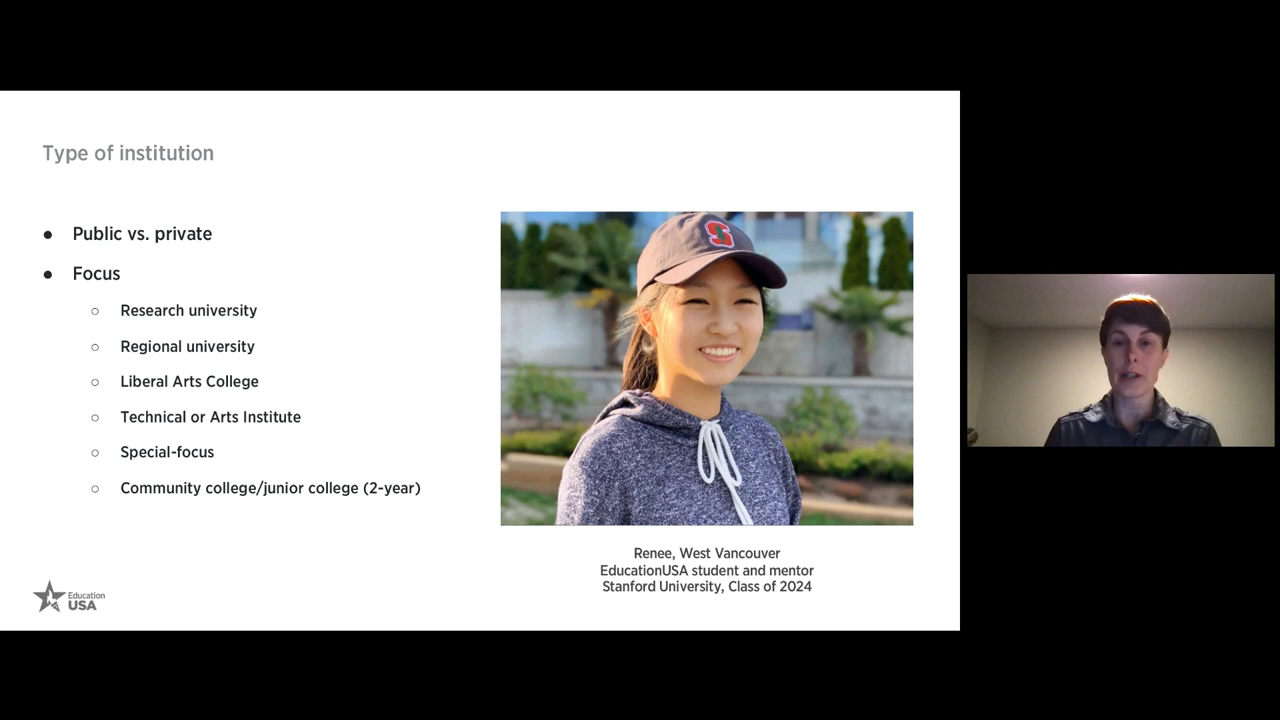 Type of institution
● Public vs. private
● Focus
○ Research university
○ Regional university
○ Liberal Arts College
○ Technical or Arts Institute
○ Special-focus
○ Community college/junior college (2-year)
S
Renee, West Vancouver
EducationUSA student and mentor
Stanford University, Class of 2024
Education
USA